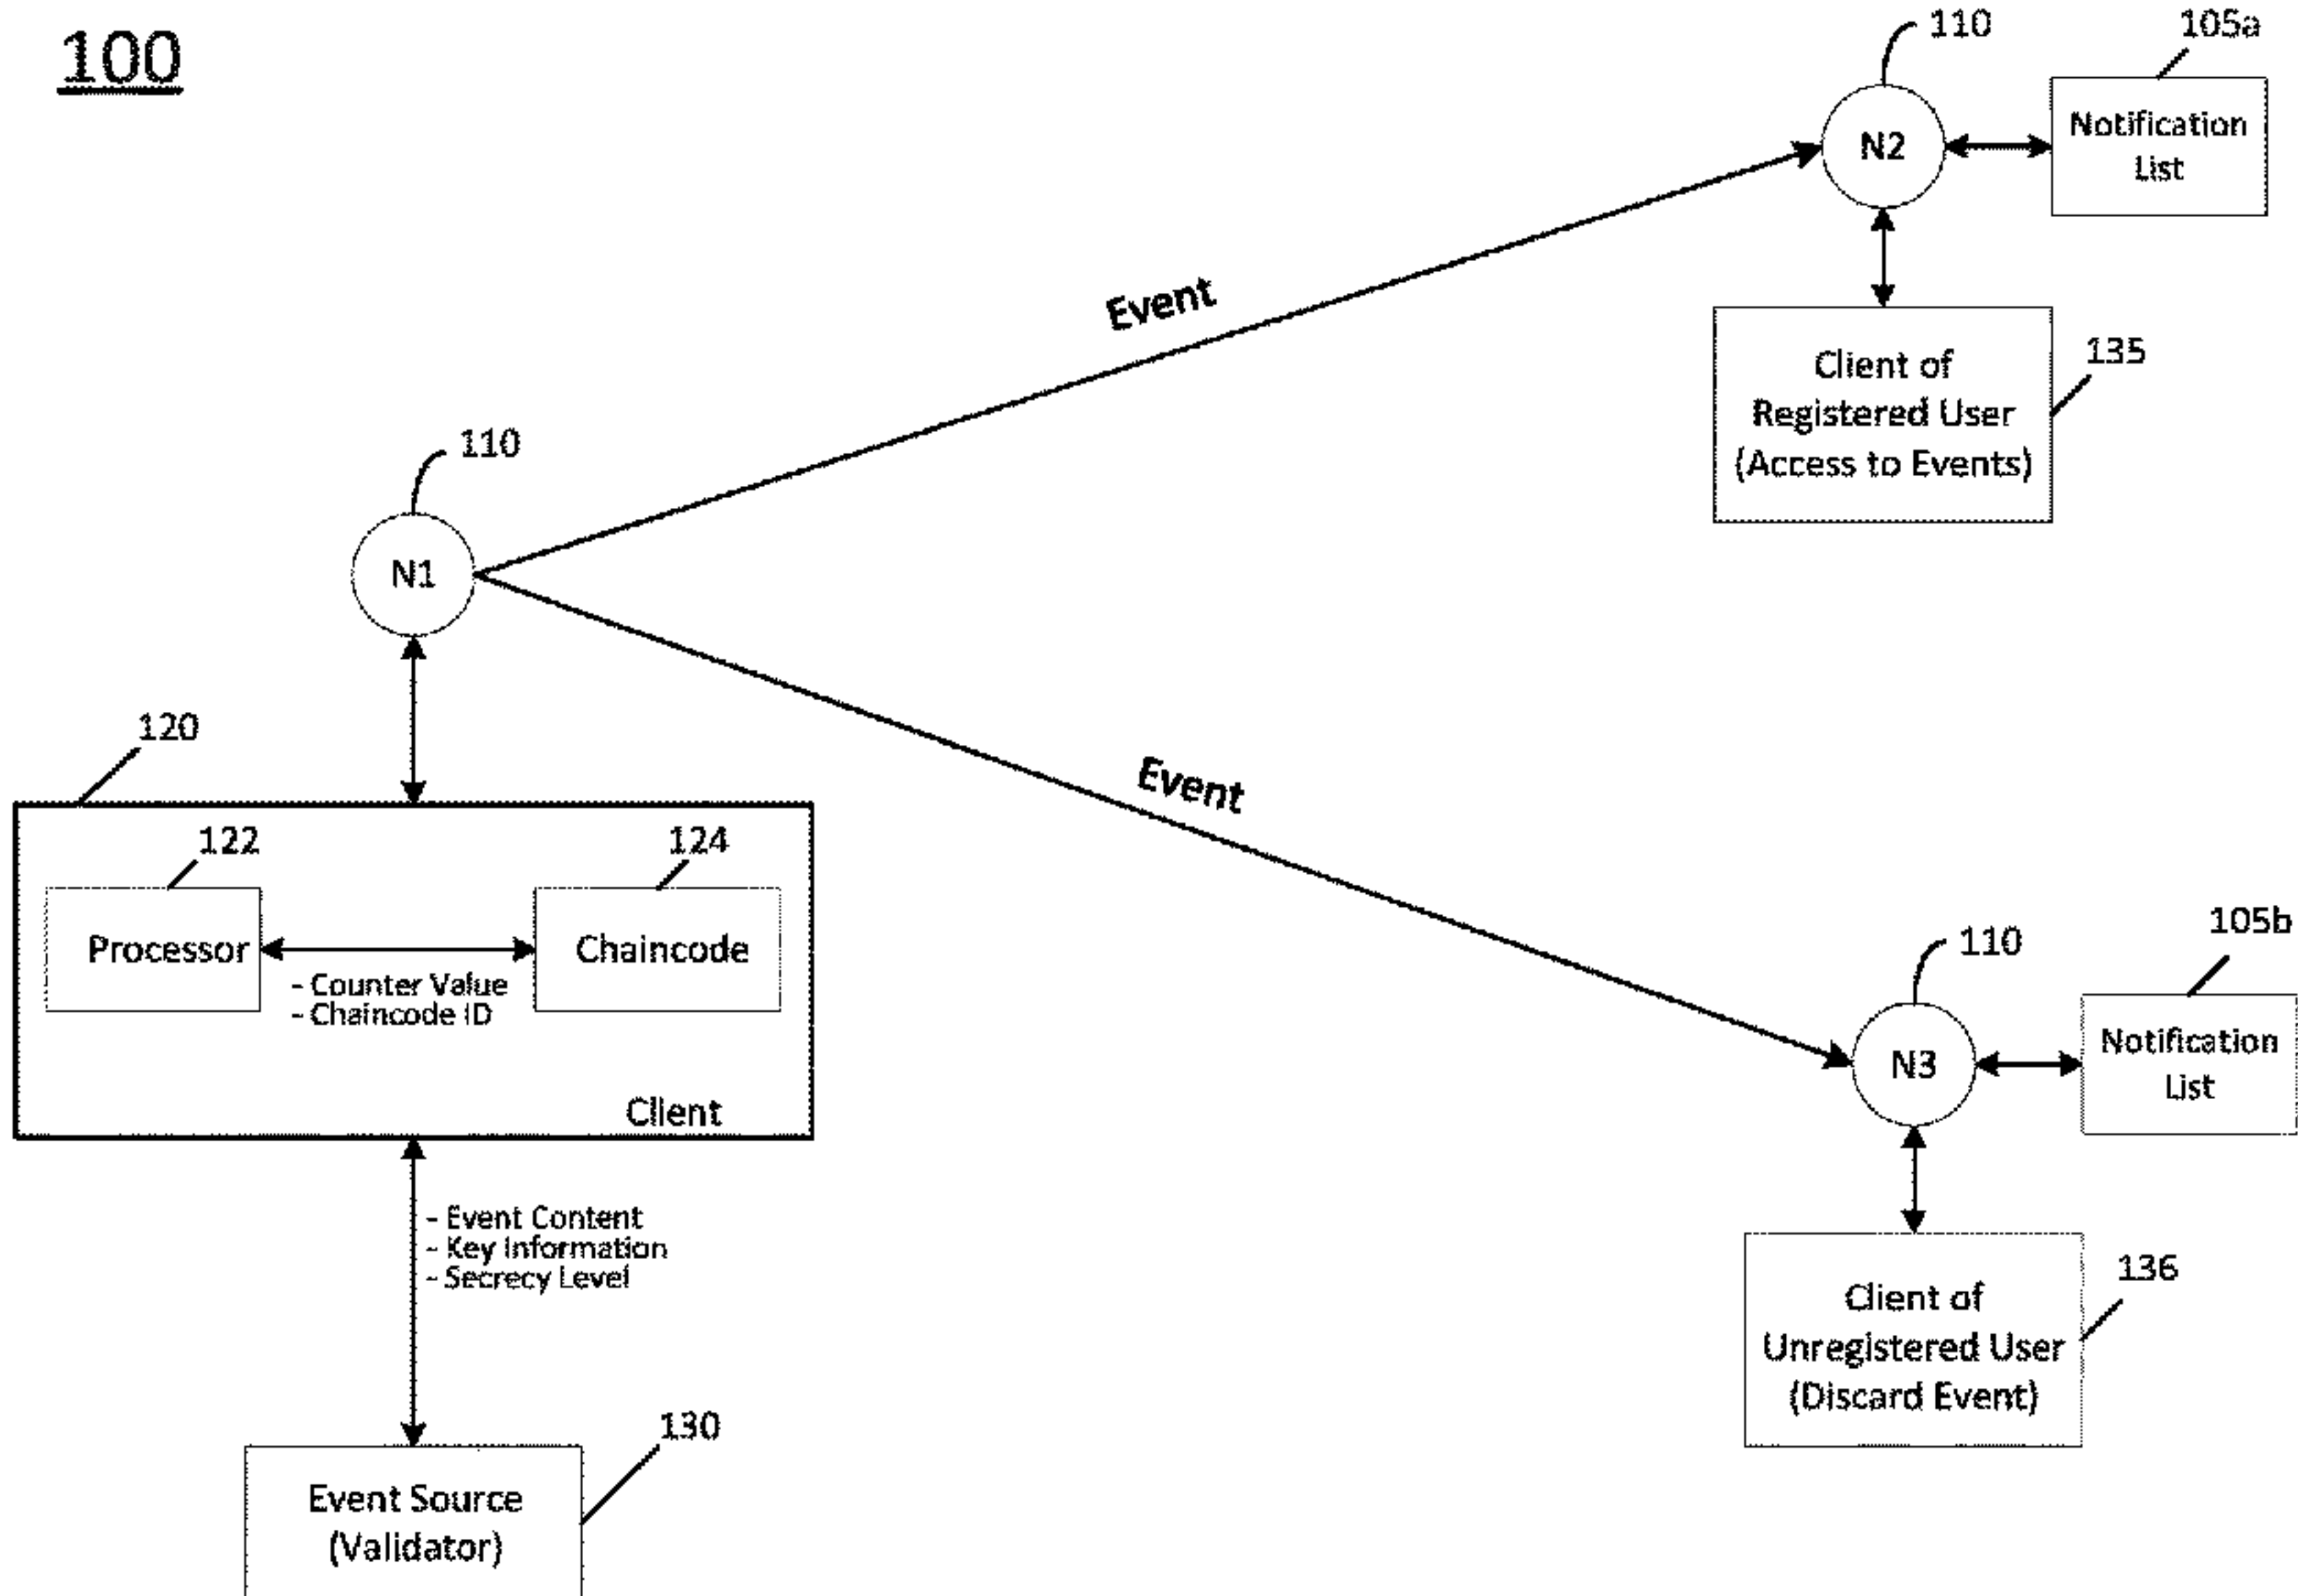 100
110
105a
N2
Notification
List
Event
135
Client of
Registered User
(Access to Events)
110
N1
120
Event
122
124
Processor
Chaincode
- Counter Value
- Chaincode ID
Client
110
105b
N3
Notification
List
- Event Content
- Key Information
- Secrecy Level
136
Client of
Unregistered User
(Discard Event)
130
Event Source
(Validator)